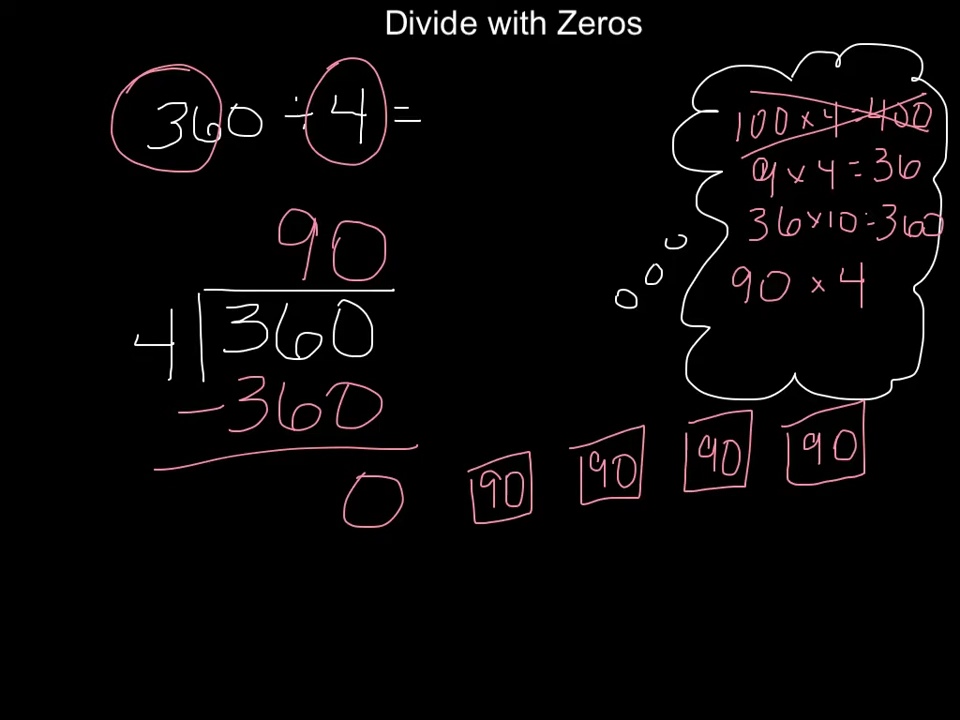 Divide with Zeros
360 ÷ 4 =
90
4 360
- 360
0
100 x 4 = 400
9 x 4 = 36
36 x 10 = 360
90 x 4
90 90 90 90